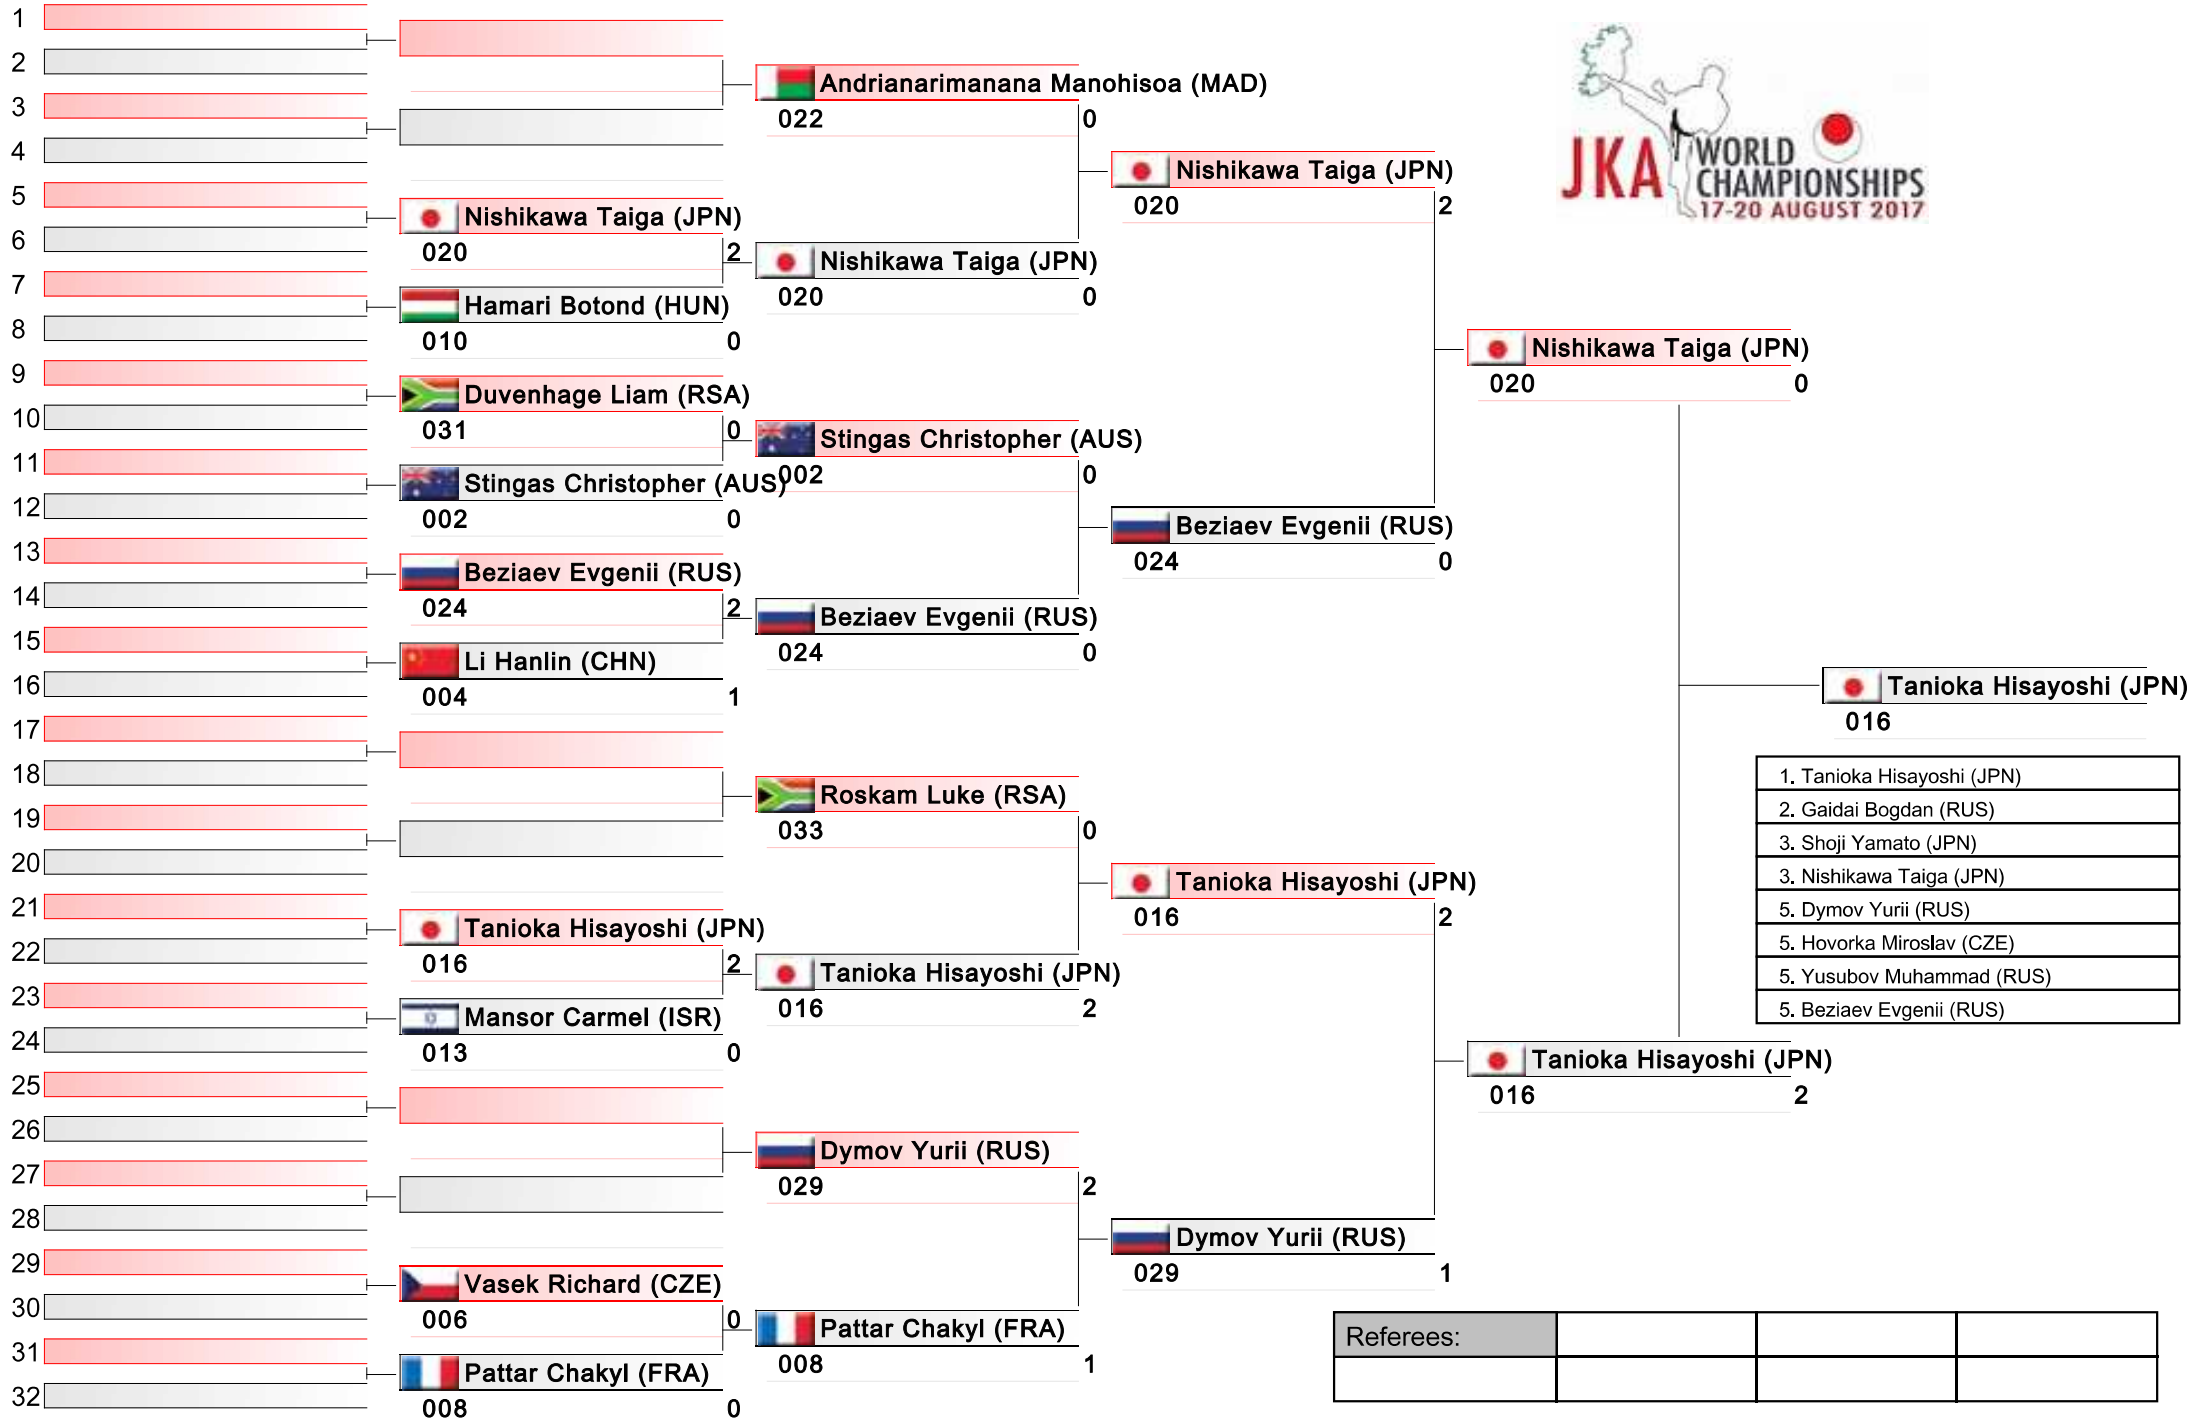 1
2
3
4
5
6
7
8
9
10
11
12
13
14
15
16
17
18
19
20
21
22
23
24
25
26
27
28
29
30
31
32
Nishikawa Taiga (JPN)
020 2
Hamari Botond (HUN)
010 0
Duvenhage Liam (RSA)
031 0
Stingas Christopher (AUS)
002 0
Beziaev Evgenii (RUS)
024 2
Li Hanlin (CHN)
004 1
Tanioka Hisayoshi (JPN)
016 2
Mansor Carmel (ISR)
013 0
Vasek Richard (CZE)
006 0
Pattar Chakyl (FRA)
008 0
Andrianarimanana Manohisoa (MAD)
022 0
Nishikawa Taiga (JPN)
020 0
Stingas Christopher (AUS)
002 0
Beziaev Evgenii (RUS)
024 0
Roskam Luke (RSA)
033 0
Tanioka Hisayoshi (JPN)
016 2
Dymov Yurii (RUS)
029 2
Pattar Chakyl (FRA)
008 1
Nishikawa Taiga (JPN)
020 2
Beziaev Evgenii (RUS)
024 0
Tanioka Hisayoshi (JPN)
016 2
Dymov Yurii (RUS)
029 1
Nishikawa Taiga (JPN)
020 0
Tanioka Hisayoshi (JPN)
016 2
JKA WORLD
CHAMPIONSHIPS
17-20 AUGUST 2017
Tanioka Hisayoshi (JPN)
016
1. Tanioka Hisayoshi (JPN)
2. Gaidai Bogdan (RUS)
3. Shoji Yamato (JPN)
3. Nishikawa Taiga (JPN)
5. Dymov Yurii (RUS)
5. Hovorka Miroslav (CZE)
5. Yusubov Muhammad (RUS)
5. Beziaev Evgenii (RUS)
Referees: